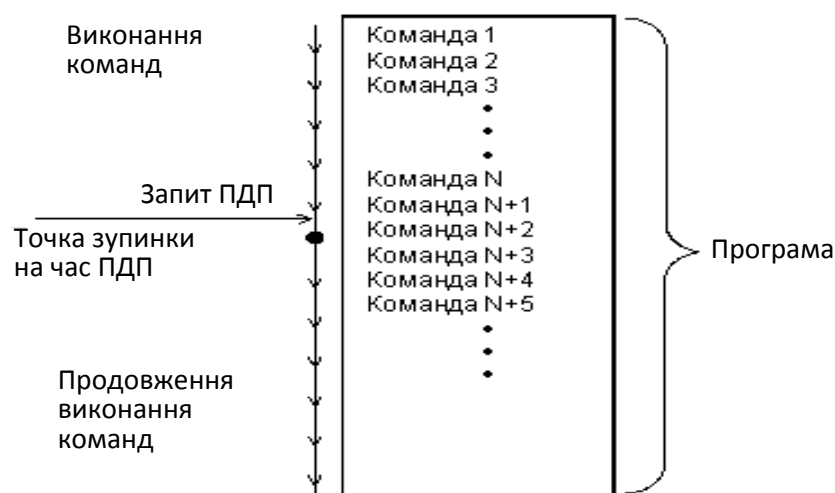 Виконання
команд
Запит ПДП
Точка зупинки
на час ПДП
Продовження
виконання
команд
Команда 1
Команда 2
Команда 3
Команда N
Команда N+1
Команда N+2
Команда N+3
Команда N+4
Команда N+5
Програма